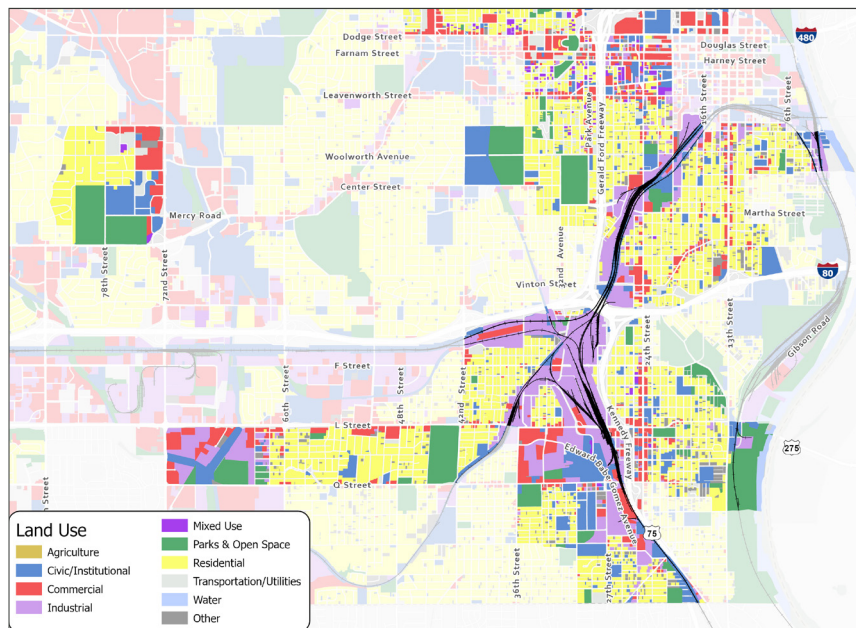 Dodge Street
Farnam Street
Douglas Street
Harney Street
480
Leavenworth Street
Park Avenue
Gerald Ford Freeway
16th Street
6th Street
Woolworth Avenue
Center Street
Mercy Road
Martha Street
78th Street
72nd Street
Avenue
Vinton Street
80
13th Street
Gibson Road
24th Street
F Street
60th Street
48th Street
42nd Street
L Street
Kennedy Freeway
Edward Babe Gomez Avenue
275
Q Street
75
36th Street
27th Street
Street
Land Use
Agriculture
Civic/Institutional
Commercial
Industrial
Mixed Use
Parks & Open Space
Residential
Transportation/Utilities
Water
Other